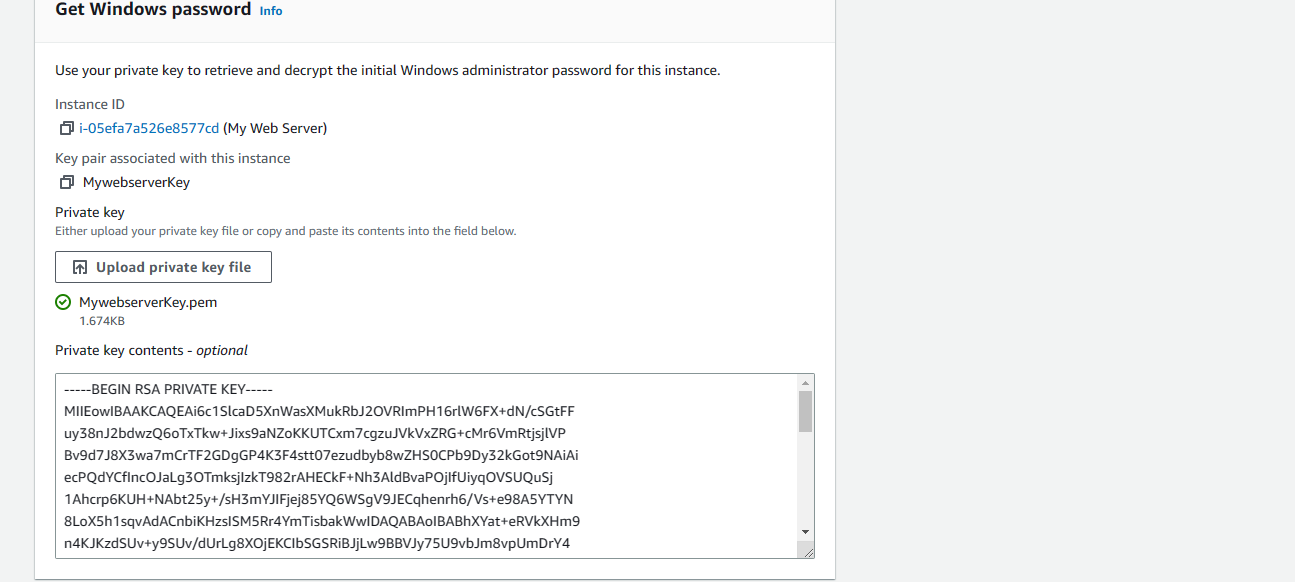 Get Windows password Info
Use your private key to retrieve and decrypt the initial Windows administrator password for this instance.
Instance ID
i-05efa7a526e8577cd (My Web Server)
Key pair associated with this instance
MywebserverKey
Private key
Either upload your private key file or copy and paste its contents into the field below.
Upload private key file
MywebserverKey.pem
1.674KB
Private key contents - optional
-----BEGIN RSA PRIVATE KEY-----
MIIEowIBAAKCAQEAi6c1SlcaD5XnWasXMukRbJ2OVRImPH16rlW6FX+dN/cSGtFF
uy38nJ2bdwzQ6oTxTkw+Jixs9aNZoKKUTCxm7cgzuJVkVxZRG+cMr6VmRtjsjlVP
Bv9d7J8X3wa7mCrTF2GDgGP4K3F4stt07ezudbyb8wZHS0CPb9Dy32kGot9NAiAi
ecPQdYCfIncOJaLg3OTmksjIzkT982rAHECkF+Nh3AldBvaPOjIfUiyqOVSUQuSj
1Ahcrp6KUH+NAbt25y+/sH3mYJIFjej85YQ6WSgV9JECqhenrh6/Vs+e98A5YTYN
8LoX5h1sqvAdACnbiKHzsISM5Rr4YmTisbakWwIDAQABAoIBABhXYat+eRVkXHm9
n4KJKzdSUv+y9SUv/dUrLg8XOjEKCIbSGSRiBJjLw9BBVJy75U9vbJm8vpUmDrY4